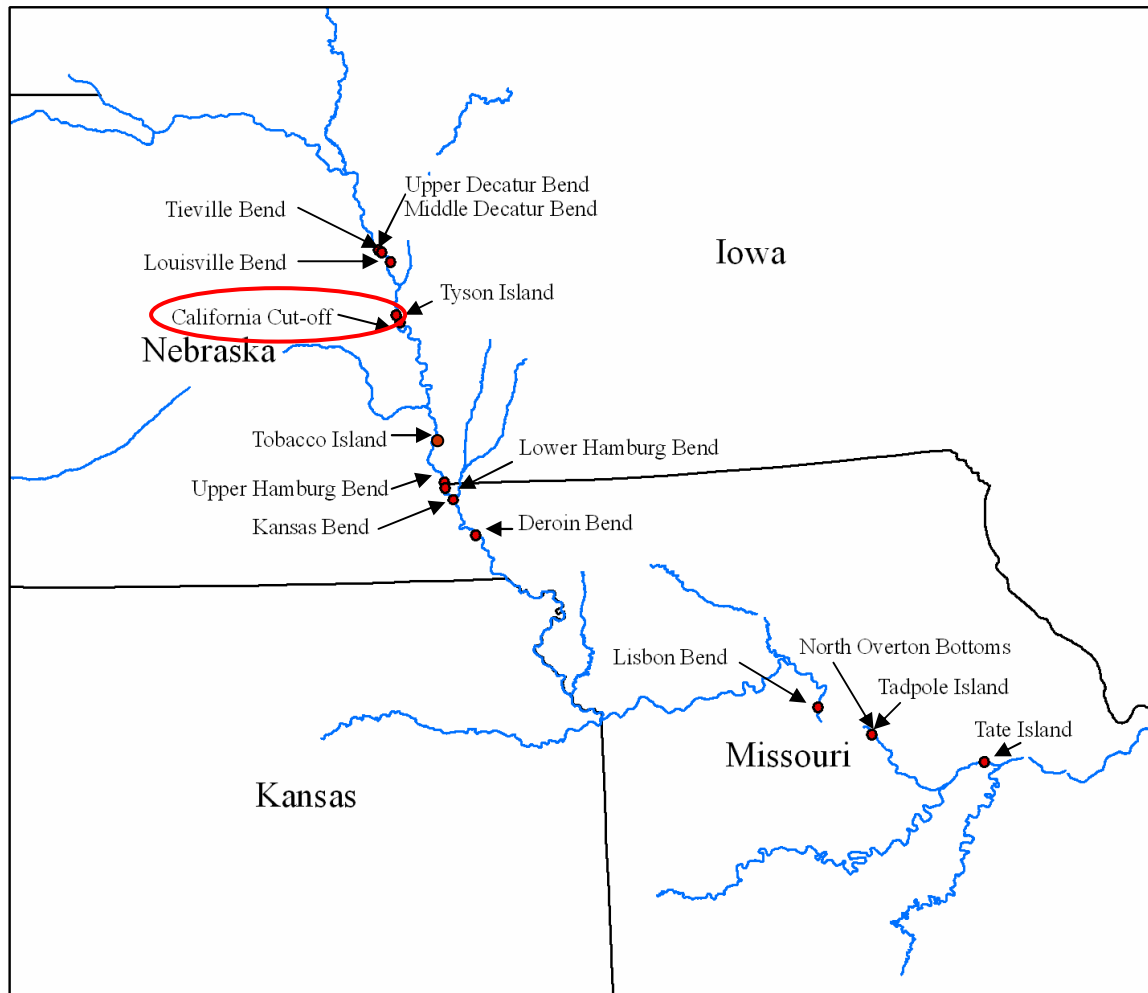 Upper Decatur Bend
Middle Decatur Bend
Tieville Bend
Iowa
Louisville Bend
Tyson Island
California Cut-off
Nebraska
Tobacco Island
Lower Hamburg Bend
Upper Hamburg Bend
Kansas Bend
Deroin Bend
North Overton Bottoms
Lisbon Bend
Tadpole Island
Tate Island
Missouri
Kansas